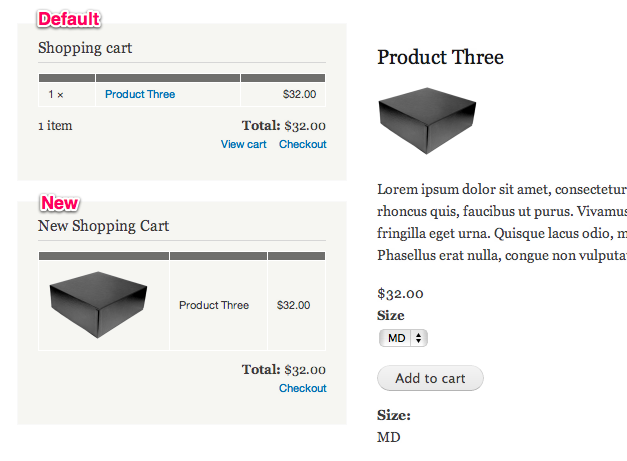 Default
Shopping cart
1 × Product Three $32.00
1 item Total: $32.00
View cart Checkout
New
New Shopping Cart
Product Three $32.00
Total: $32.00
Checkout
Product Three
Lorem ipsum dolor sit amet, consectetur
rhoncus quis, faucibus ut purus. Vivamus
fringilla eget urna. Quisque lacus odio, m
Phasellus erat nulla, congue non vulputa
$32.00
Size
MD
Add to cart
Size:
MD